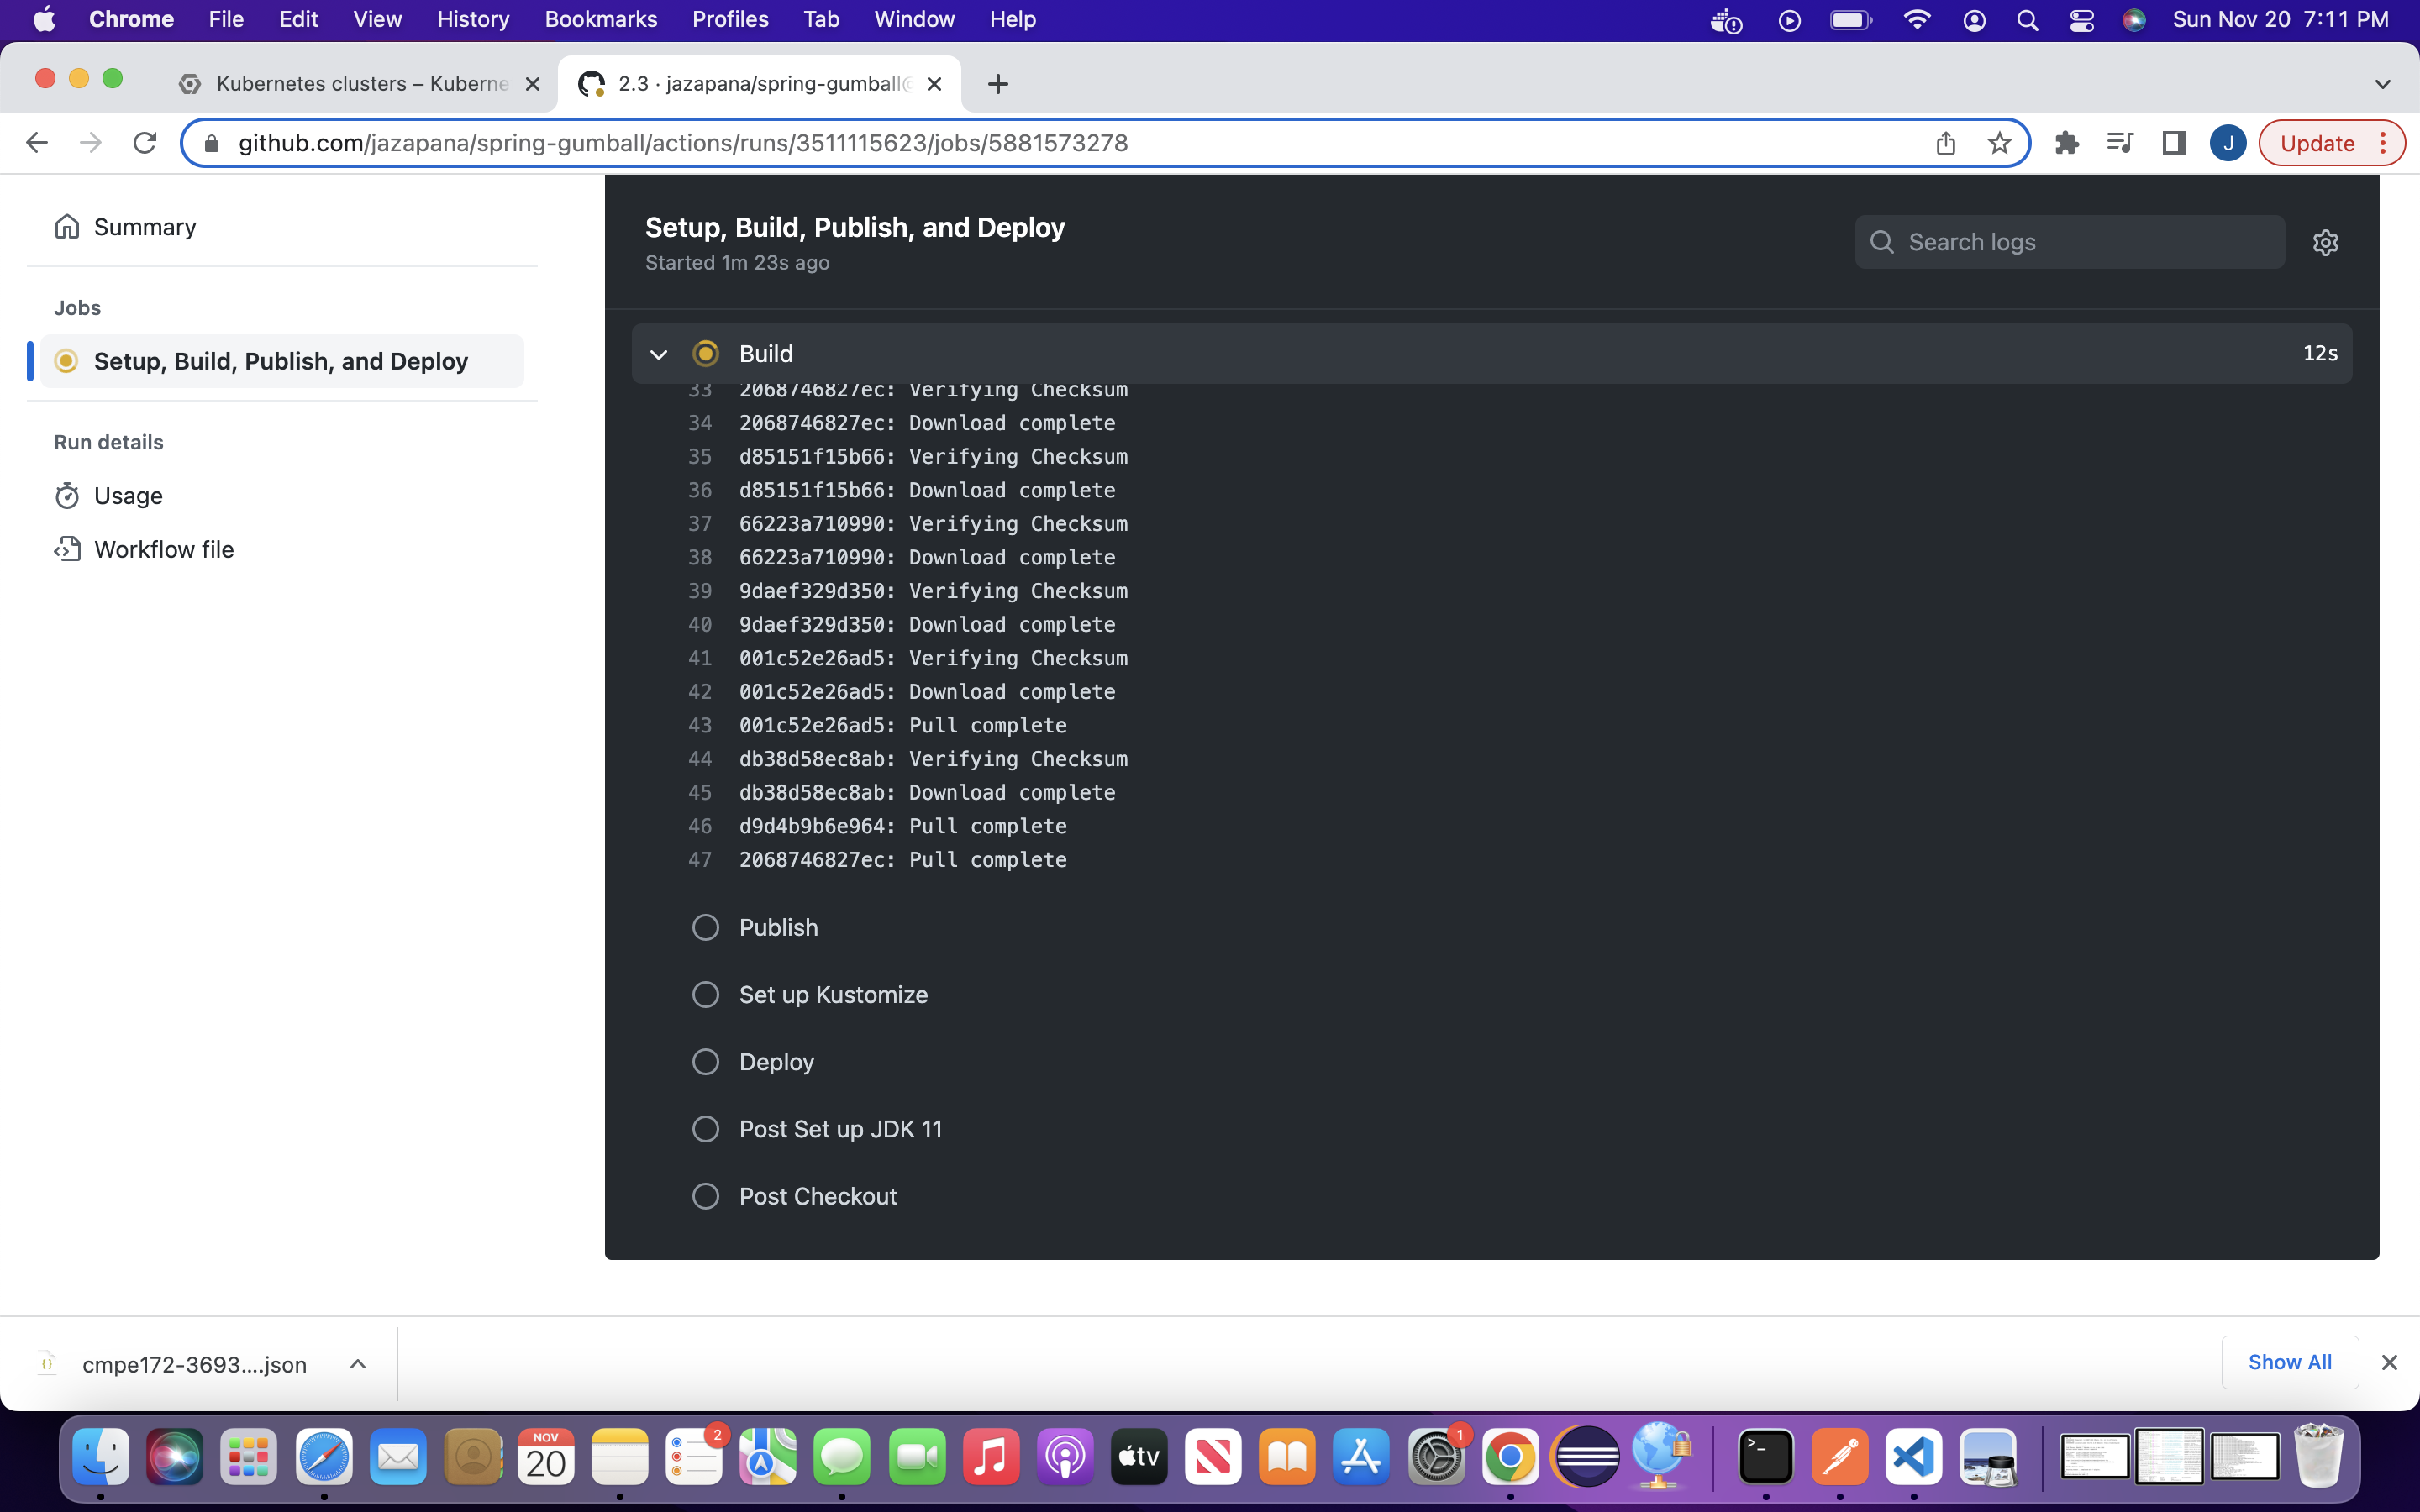 Chrome File Edit View History Bookmarks Profiles Tab Window Help Sun Nov 20 7:11 PM
Kubernetes clusters – Kuberne
2.3 · jazapana/spring-gumball@
github.com/jazapana/spring-gumball/actions/runs/3511115623/jobs/5881573278
J
Update
Summary
Jobs
Setup, Build, Publish, and Deploy
Run details
Usage
Workflow file
Setup, Build, Publish, and Deploy
Started 1m 23s ago
Search logs
Build 12s
33 2068746827ec: Verifying Checksum
34 2068746827ec: Download complete
35 d85151f15b66: Verifying Checksum
36 d85151f15b66: Download complete
37 66223a710990: Verifying Checksum
38 66223a710990: Download complete
39 9daef329d350: Verifying Checksum
40 9daef329d350: Download complete
41 001c52e26ad5: Verifying Checksum
42 001c52e26ad5: Download complete
43 001c52e26ad5: Pull complete
44 db38d58ec8ab: Verifying Checksum
45 db38d58ec8ab: Download complete
46 d9d4b9b6e964: Pull complete
47 2068746827ec: Pull complete
Publish
Set up Kustomize
Deploy
Post Set up JDK 11
Post Checkout
cmpe172-3693....json
Show All
NOV
20
2
tv
1